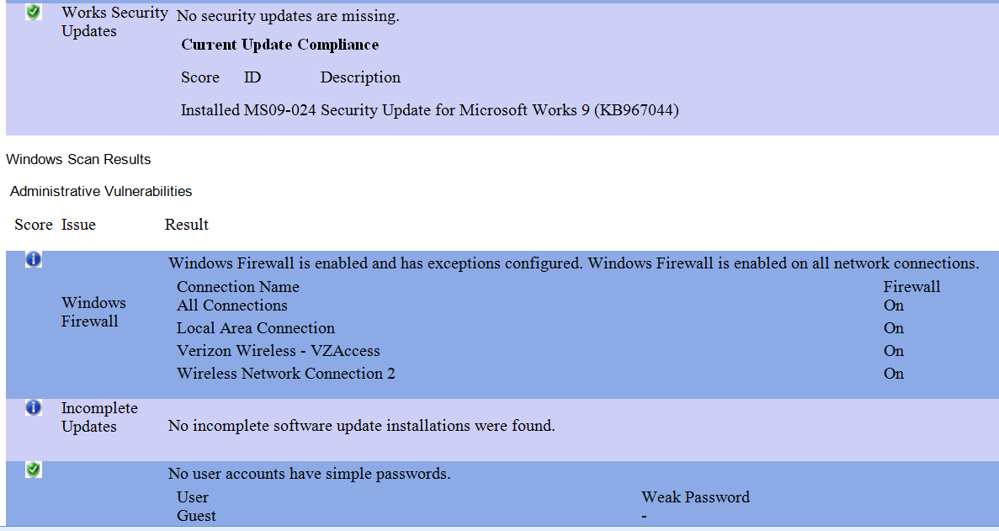 Works Security Updates
No security updates are missing.
Current Update Compliance
Score ID Description
Installed MS09-024 Security Update for Microsoft Works 9 (KB967044)
Windows Scan Results
Administrative Vulnerabilities
Score Issue Result
Windows Firewall
Windows Firewall is enabled and has exceptions configured. Windows Firewall is enabled on all network connections.
Connection Name Firewall
All Connections On
Local Area Connection On
Verizon Wireless - VZAccess On
Wireless Network Connection 2 On
Incomplete Updates
No incomplete software update installations were found.
No user accounts have simple passwords.
User Weak Password
Guest -